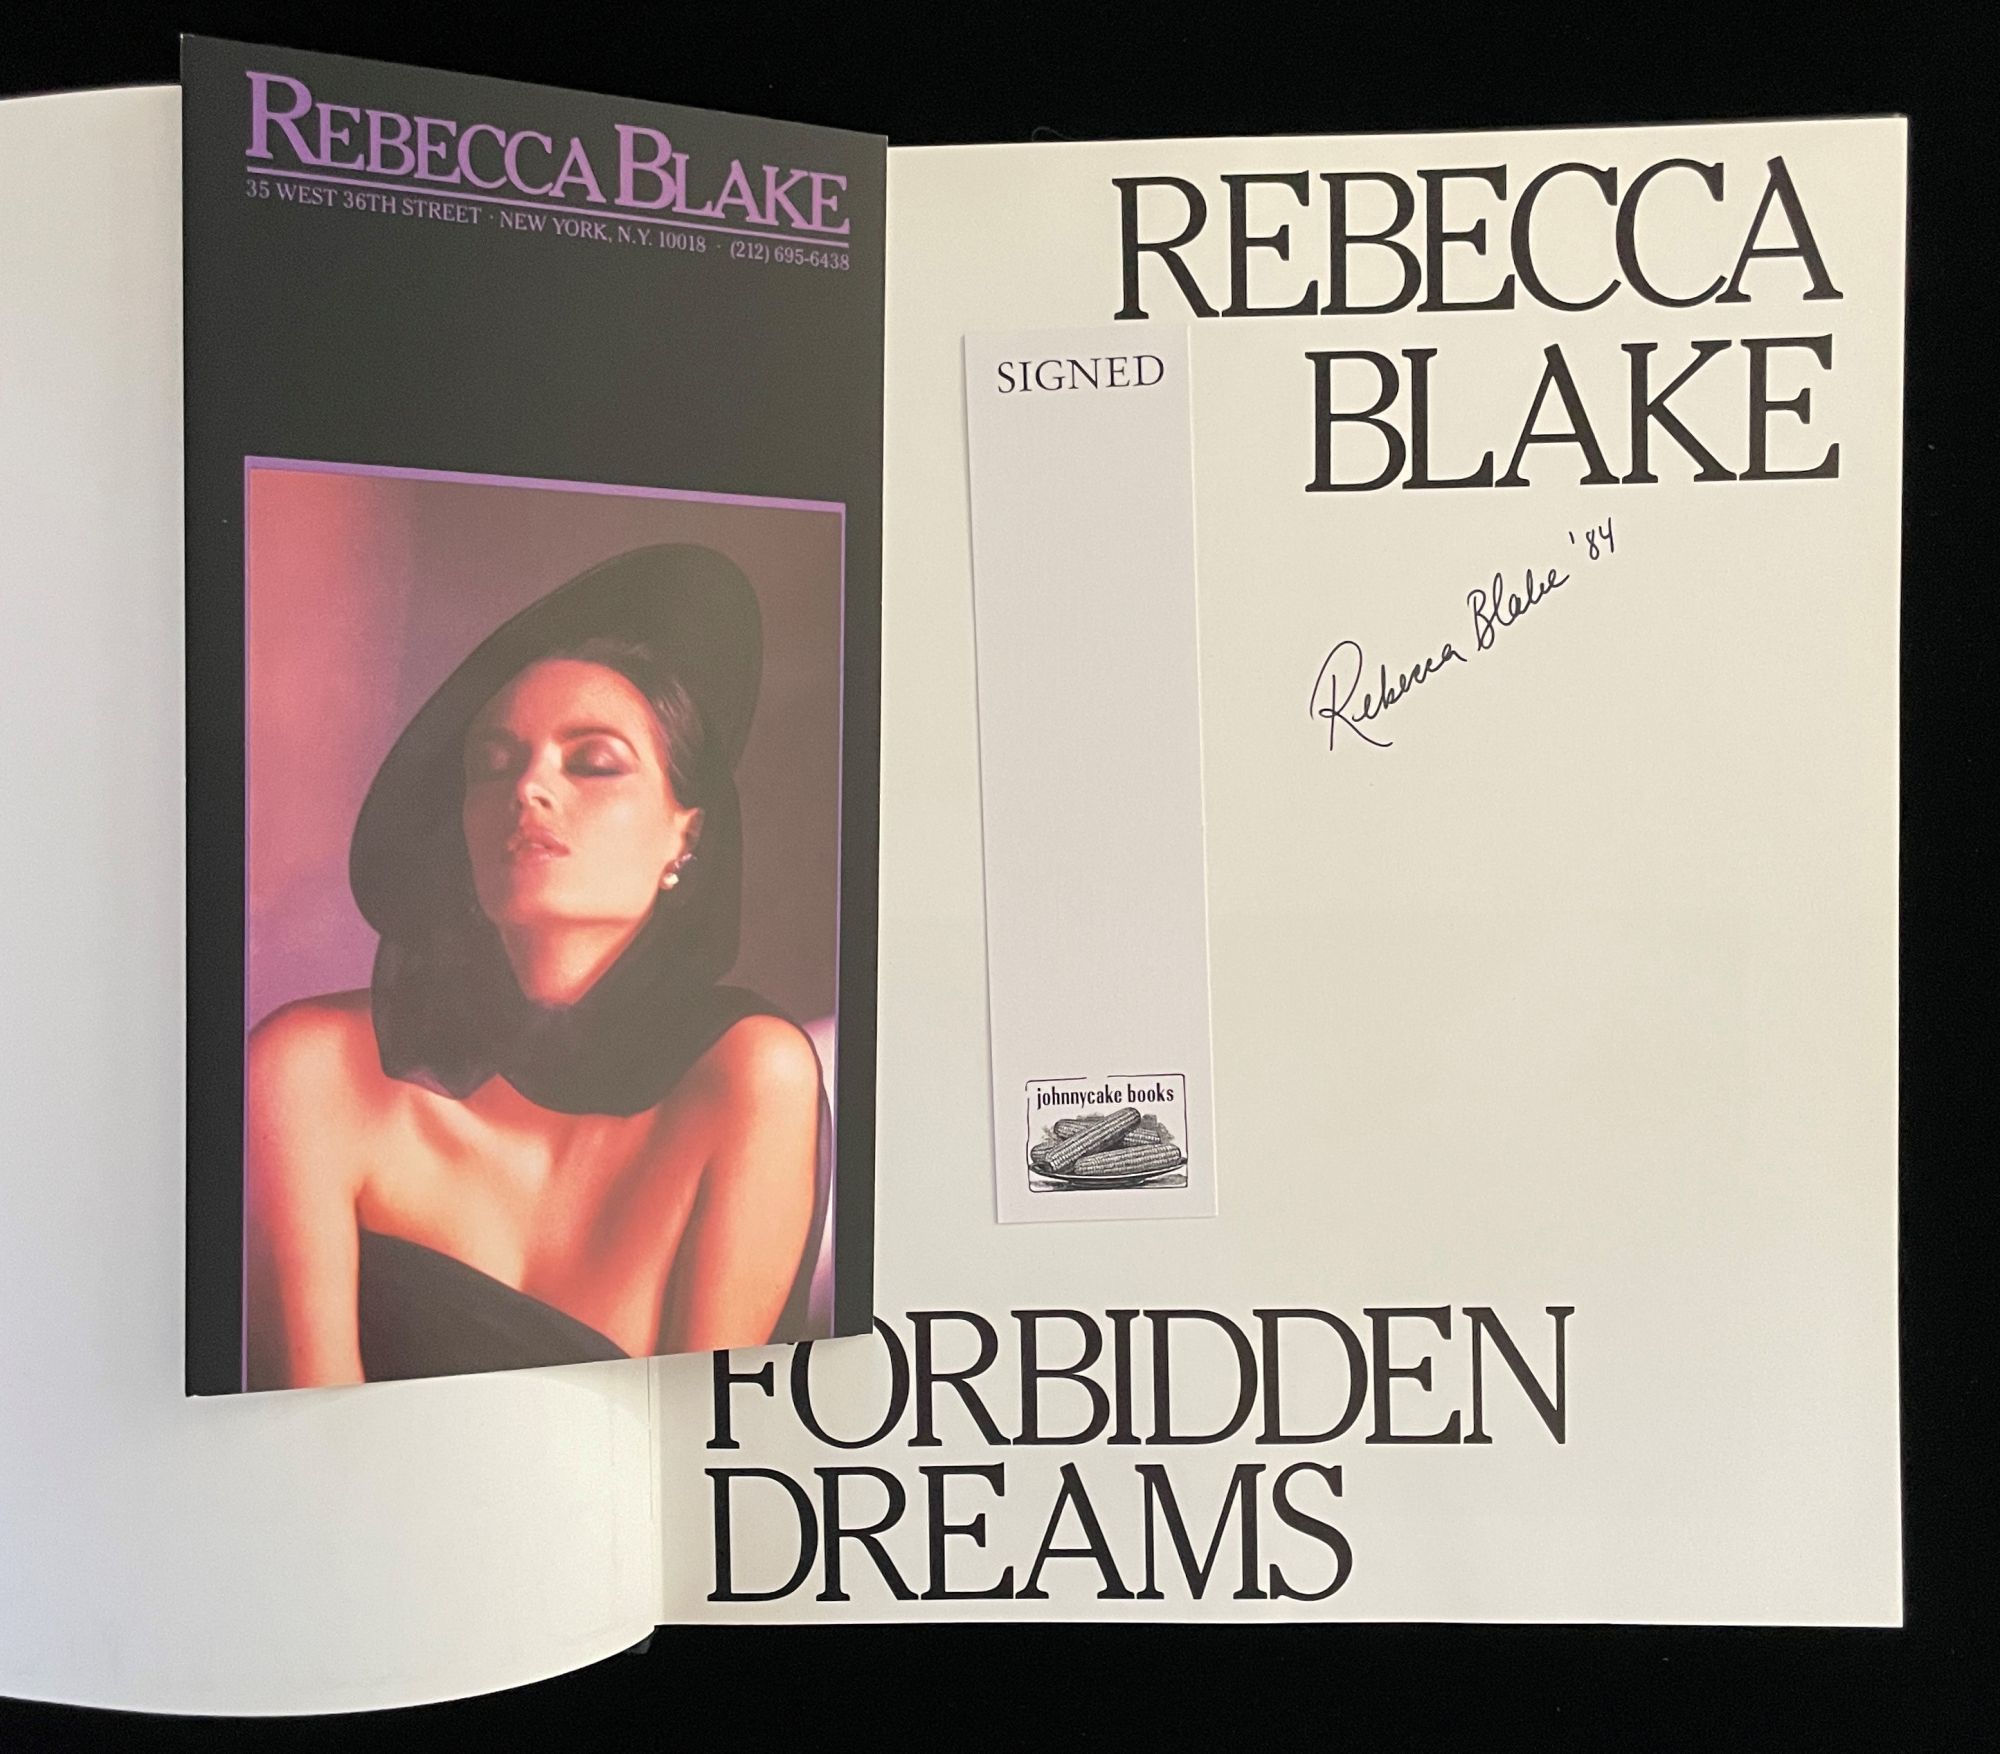 REBECCA BLAKE
35 WEST 36TH STREET · NEW YORK, N.Y. 10018 · (212) 695-6438
REBECCA
BLAKE
Rebecca Blake '84
SIGNED
johnnycake books
FORBIDDEN
DREAMS